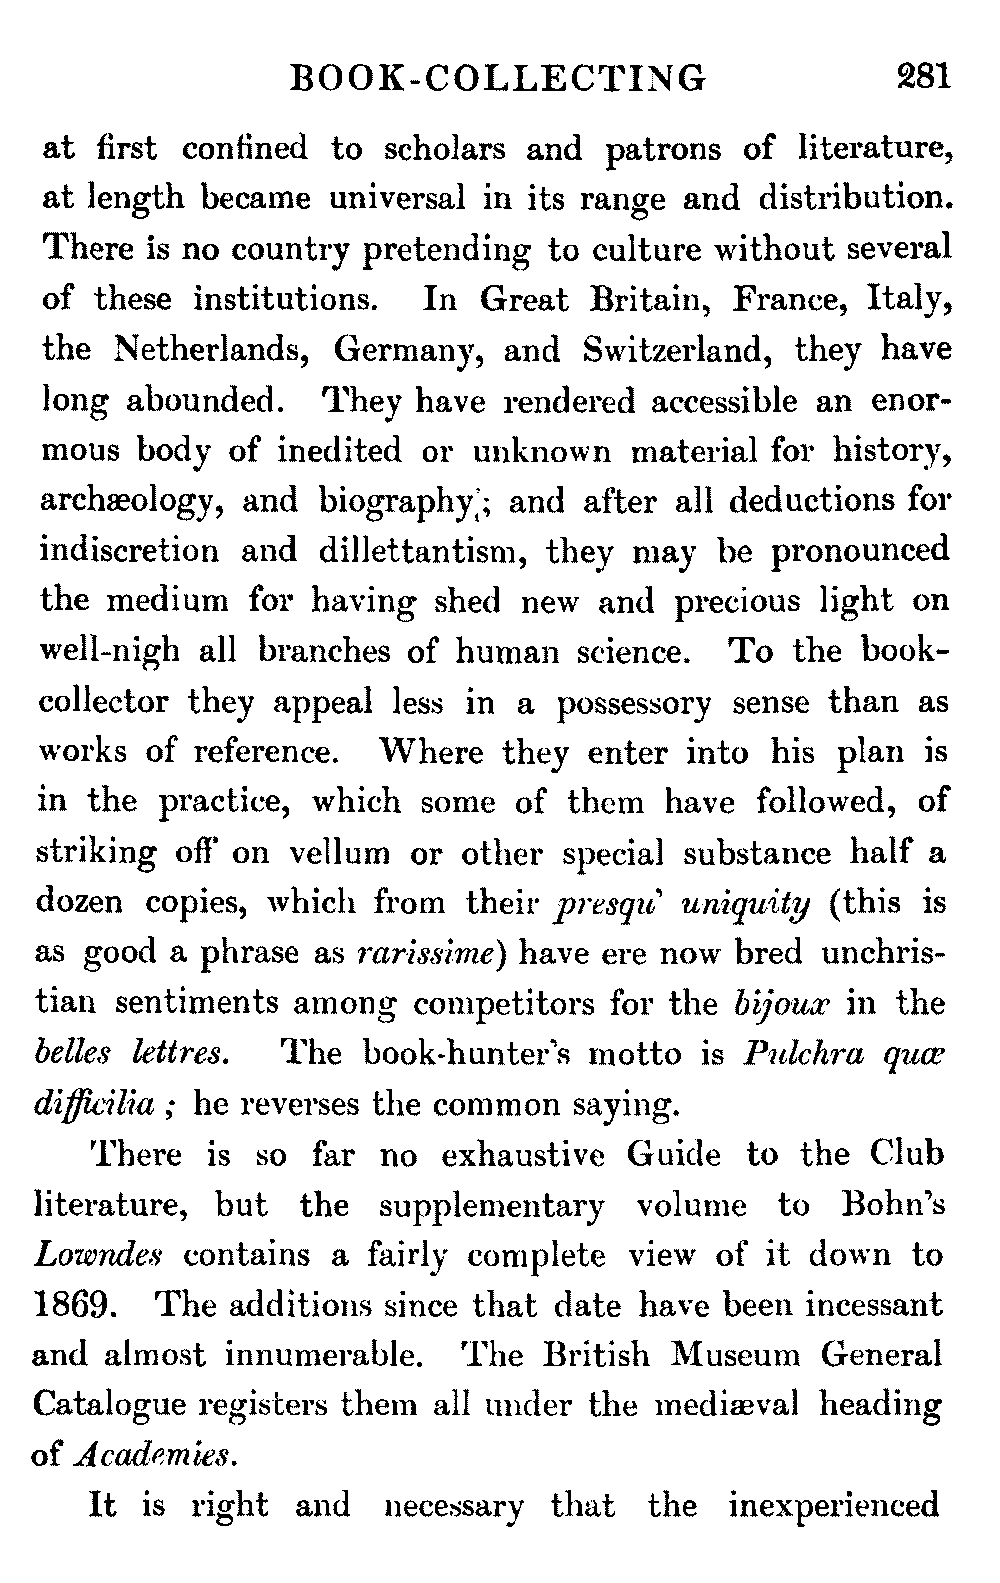 BOOK-COLLECTING 281
at first confined to scholars and patrons of literature,
at length became universal in its range and distribution.
There is no country pretending to culture without several
of these institutions. In Great Britain, France, Italy,
the Netherlands, Germany, and Switzerland, they have
long abounded. They have rendered accessible an enor-
mous body of inedited or unknown material for history,
archæology, and biography; and after all deductions for
indiscretion and dillettantism, they may be pronounced
the medium for having shed new and precious light on
well-nigh all branches of human science. To the book-
collector they appeal less in a possessory sense than as
works of reference. Where they enter into his plan is
in the practice, which some of them have followed, of
striking off on vellum or other special substance half a
dozen copies, which from their presqu' uniquity (this is
as good a phrase as rarissime) have ere now bred unchris-
tian sentiments among competitors for the bijoux in the
belles lettres. The book-hunter's motto is Pulchra quæ
difficilia; he reverses the common saying.
There is so far no exhaustive Guide to the Club
literature, but the supplementary volume to Bohn's
Lowndes contains a fairly complete view of it down to
1869. The additions since that date have been incessant
and almost innumerable. The British Museum General
Catalogue registers them all under the mediæval heading
of Academies.
It is right and necessary that the inexperienced